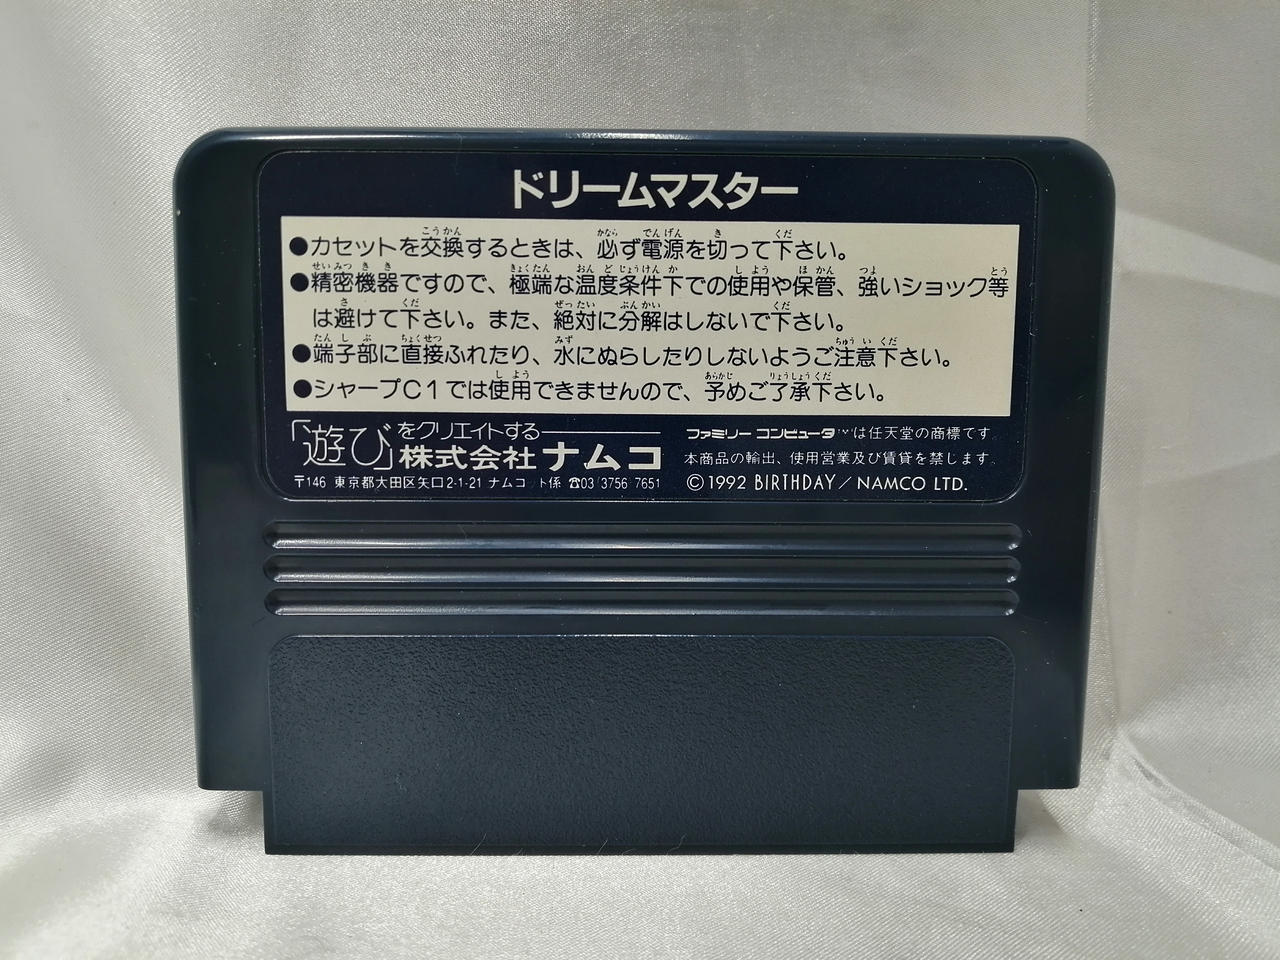 ドリームマスター
●カセットを交換するときは、必ず電源を切って下さい。
●精密機器ですので、極端な温度条件下での使用や保管、強いショック等
は避けて下さい。また、絶対に分解はしないで下さい。
●端子部に直接ふれたり、水にぬらしたりしないようご注意下さい。
●シャープC1では使用できませんので、予めご了承下さい。
「遊び」をクリエイトする
株式会社ナムコ
〒146 東京都大田区矢口2-1-21 ナムコット係 ☎03/3756/7651
ファミリーコンピュータ™は任天堂の商標です。
本商品の輸出、使用営業及び賃貸を禁じます。
©1992 BIRTHDAY/NAMCO LTD.